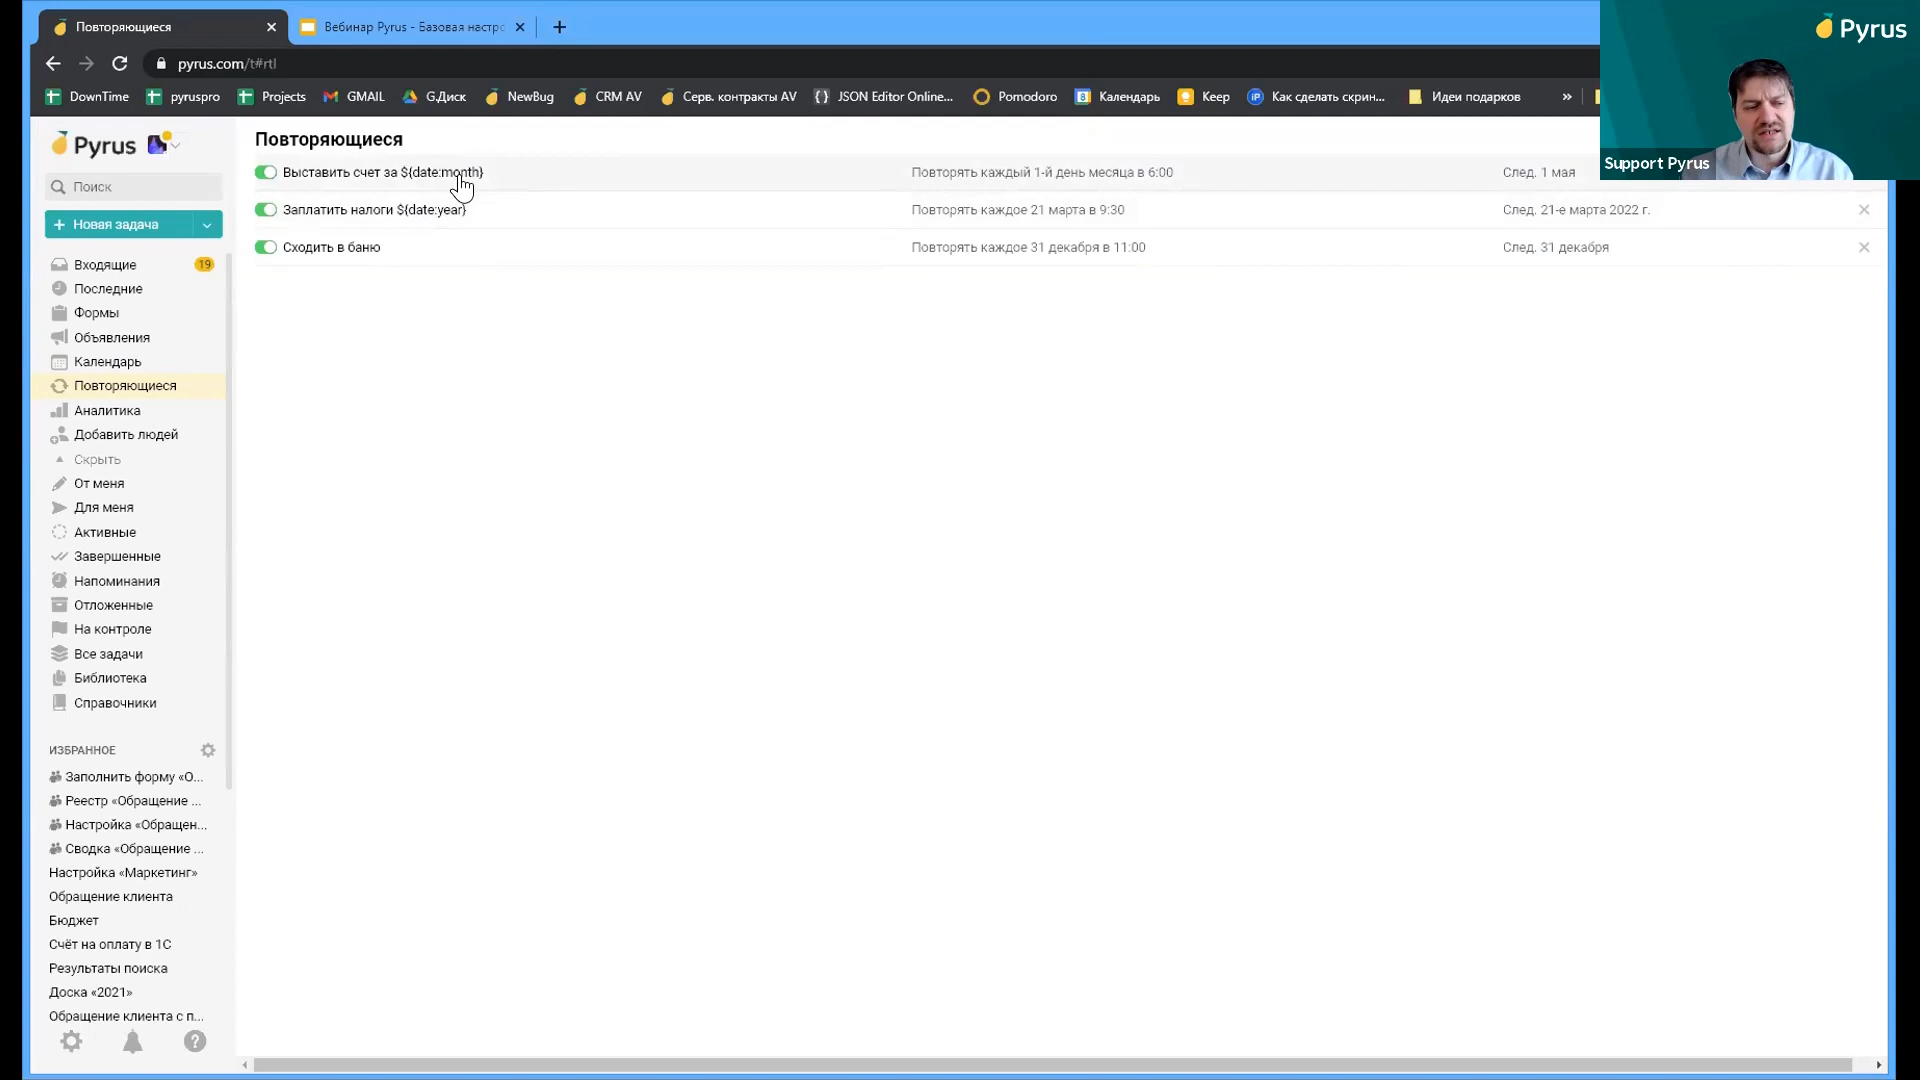 Повторяющиеся
Вебинар Pyrus - Базовая настро
pyrus.com/t#rtl
DownTime
pyruspro
Projects
GMAIL
G.Диск
NewBug
CRM AV
Серв. контракты AV
JSON Editor Online...
Pomodoro
Календарь
Keep
Как сделать скрин...
Идеи подарков
»
Pyrus
Support Pyrus
Pyrus
Поиск
+ Новая задача
Входящие 19
Последние
Формы
Объявления
Календарь
Повторяющиеся
Аналитика
Добавить людей
Скрыть
От меня
Для меня
Активные
Завершенные
Напоминания
Отложенные
На контроле
Все задачи
Библиотека
Справочники
ИЗБРАННОЕ
Заполнить форму «О...
Реестр «Обращение ...
Настройка «Обращен...
Сводка «Обращение ...
Настройка «Маркетинг»
Обращение клиента
Бюджет
Счёт на оплату в 1С
Результаты поиска
Доска «2021»
Обращение клиента с п...
Повторяющиеся
Выставить счет за ${date:month} Повторять каждый 1-й день месяца в 6:00 След. 1 мая
Заплатить налоги ${date:year} Повторять каждое 21 марта в 9:30 След. 21-е марта 2022 г.
Сходить в баню Повторять каждое 31 декабря в 11:00 След. 31 декабря